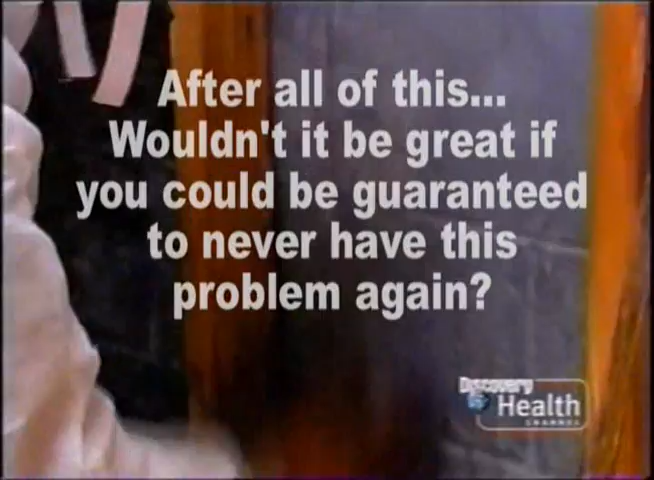 After all of this...
Wouldn't it be great if
you could be guaranteed
to never have this
problem again?
Discovery
Health
CHANNEL